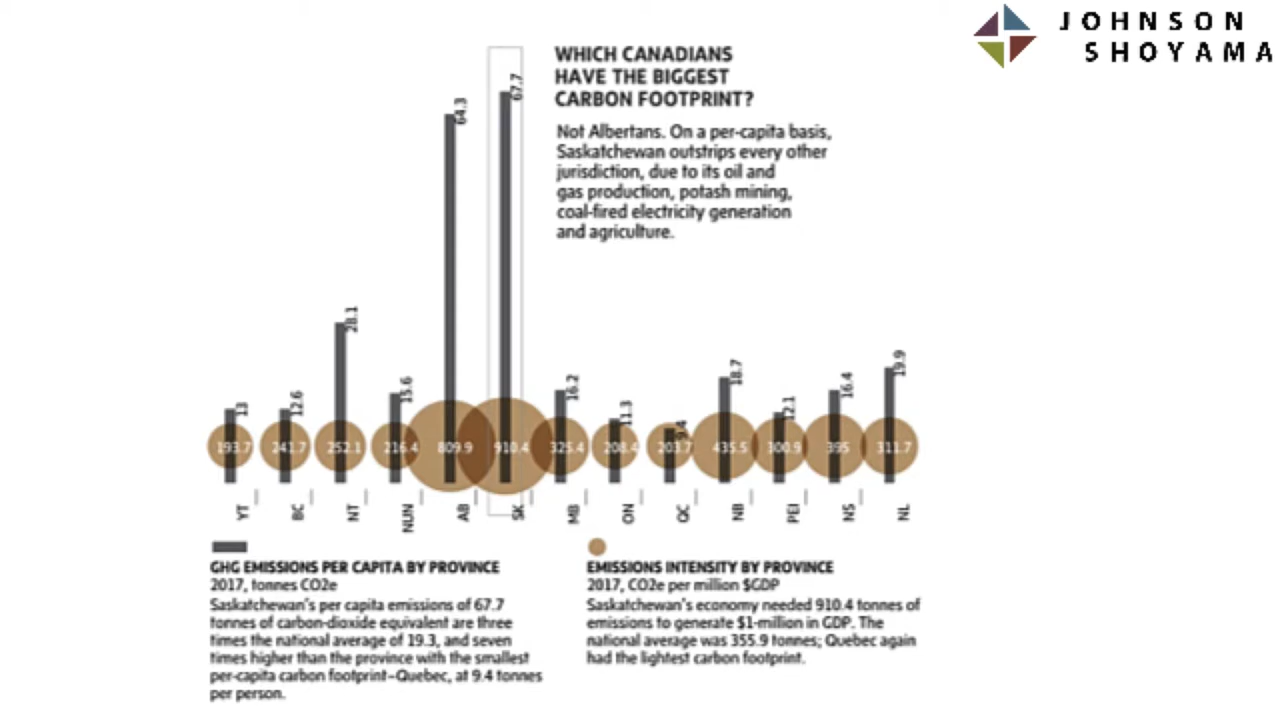 JOHNSON
SHOYAMA
WHICH CANADIANS
HAVE THE BIGGEST
CARBON FOOTPRINT?
Not Albertans. On a per-capita basis,
Saskatchewan outstrips every other
jurisdiction, due to its oil and
gas production, potash mining,
coal-fired electricity generation
and agriculture.
13
12.6
28.1
15.6
64.3
67.7
16.2
11.3
9.4
18.7
12.1
16.4
19.9
193.7
241.7
252.1
216.4
809.9
910.4
325.4
208.4
203.7
435.5
300.9
395
311.7
YT
BC
NT
NUN
AB
SK
MB
ON
QC
NB
PEI
NS
NL
GHG EMISSIONS PER CAPITA BY PROVINCE
2017, tonnes CO2e
Saskatchewan's per capita emissions of 67.7
tonnes of carbon-dioxide equivalent are three
times the national average of 19.3, and seven
times higher than the province with the smallest
per-capita carbon footprint–Quebec, at 9.4 tonnes
per person.
EMISSIONS INTENSITY BY PROVINCE
2017, CO2e per million $GDP
Saskatchewan's economy needed 910.4 tonnes of
emissions to generate $1-million in GDP. The
national average was 355.9 tonnes; Quebec again
had the lightest carbon footprint.